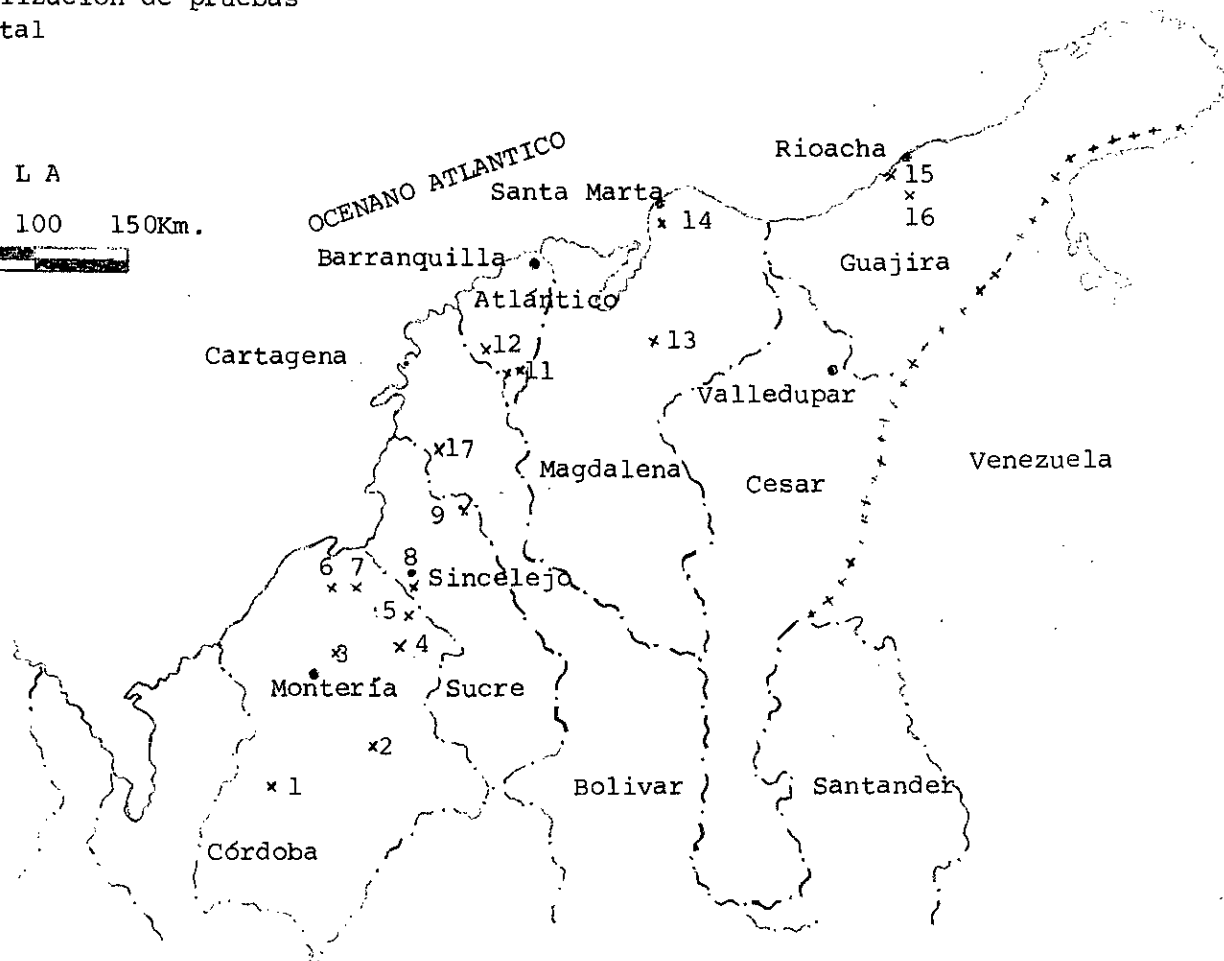 pruebas
tal
L A
100 150Km.
OCENANO ATLANTICO
Rioacha
Santa Marta
15
16
14
Barranquilla
Guajira
Atlántico
12
13
Cartagena
11
Valledupar
17
Magdalena
Venezuela
Cesar
9
6 7 8
Sincelejo
5
4
3
Montería
Sucre
2
1
Bolivar
Santander
Córdoba